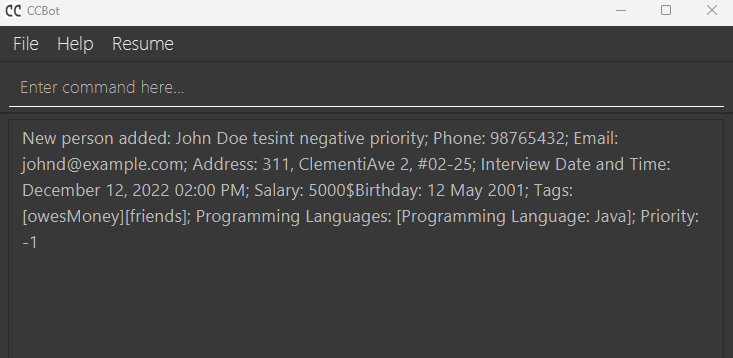 CC CCBot
File Help Resume
Enter command here...
New person added: John Doe tesint negative priority; Phone: 98765432; Email:
johnd@example.com; Address: 311, ClementiAve 2, #02-25; Interview Date and Time:
December 12, 2022 02:00 PM; Salary: 5000$Birthday: 12 May 2001; Tags:
[owesMoney][friends]; Programming Languages: [Programming Language: Java]; Priority:
-1